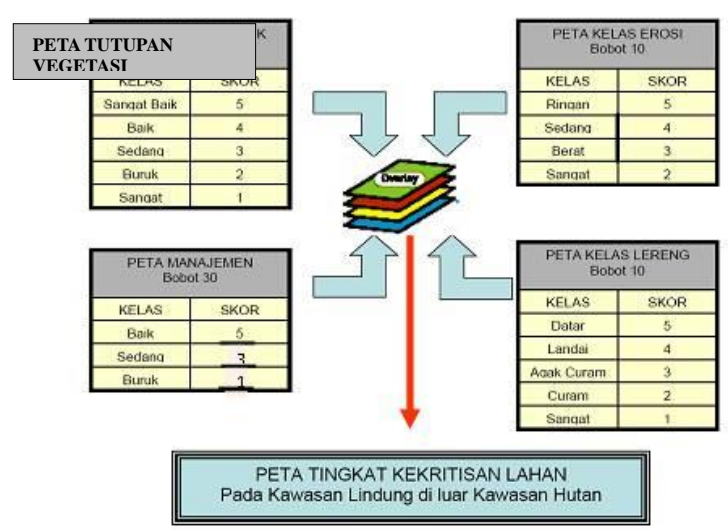 PETA TUTUPAN
VEGETASI
K
KELAS SKOR
Sangat Baik 5
Baik 4
Sedang 3
Buruk 2
Sangat 1
PETA KELAS EROSI
Bobot 10
KELAS SKOR
Ringan 5
Sedang 4
Berat 3
Sangat 2
Overlay
PETA MANAJEMEN
Bobot 30
KELAS SKOR
Baik 5
Sedang 3
Buruk 1
PETA KELAS LERENG
Bobot 10
KELAS SKOR
Datar 5
Landai 4
Agak Curam 3
Curam 2
Sangat 1
PETA TINGKAT KEKRITISAN LAHAN
Pada Kawasan Lindung di luar Kawasan Hutan